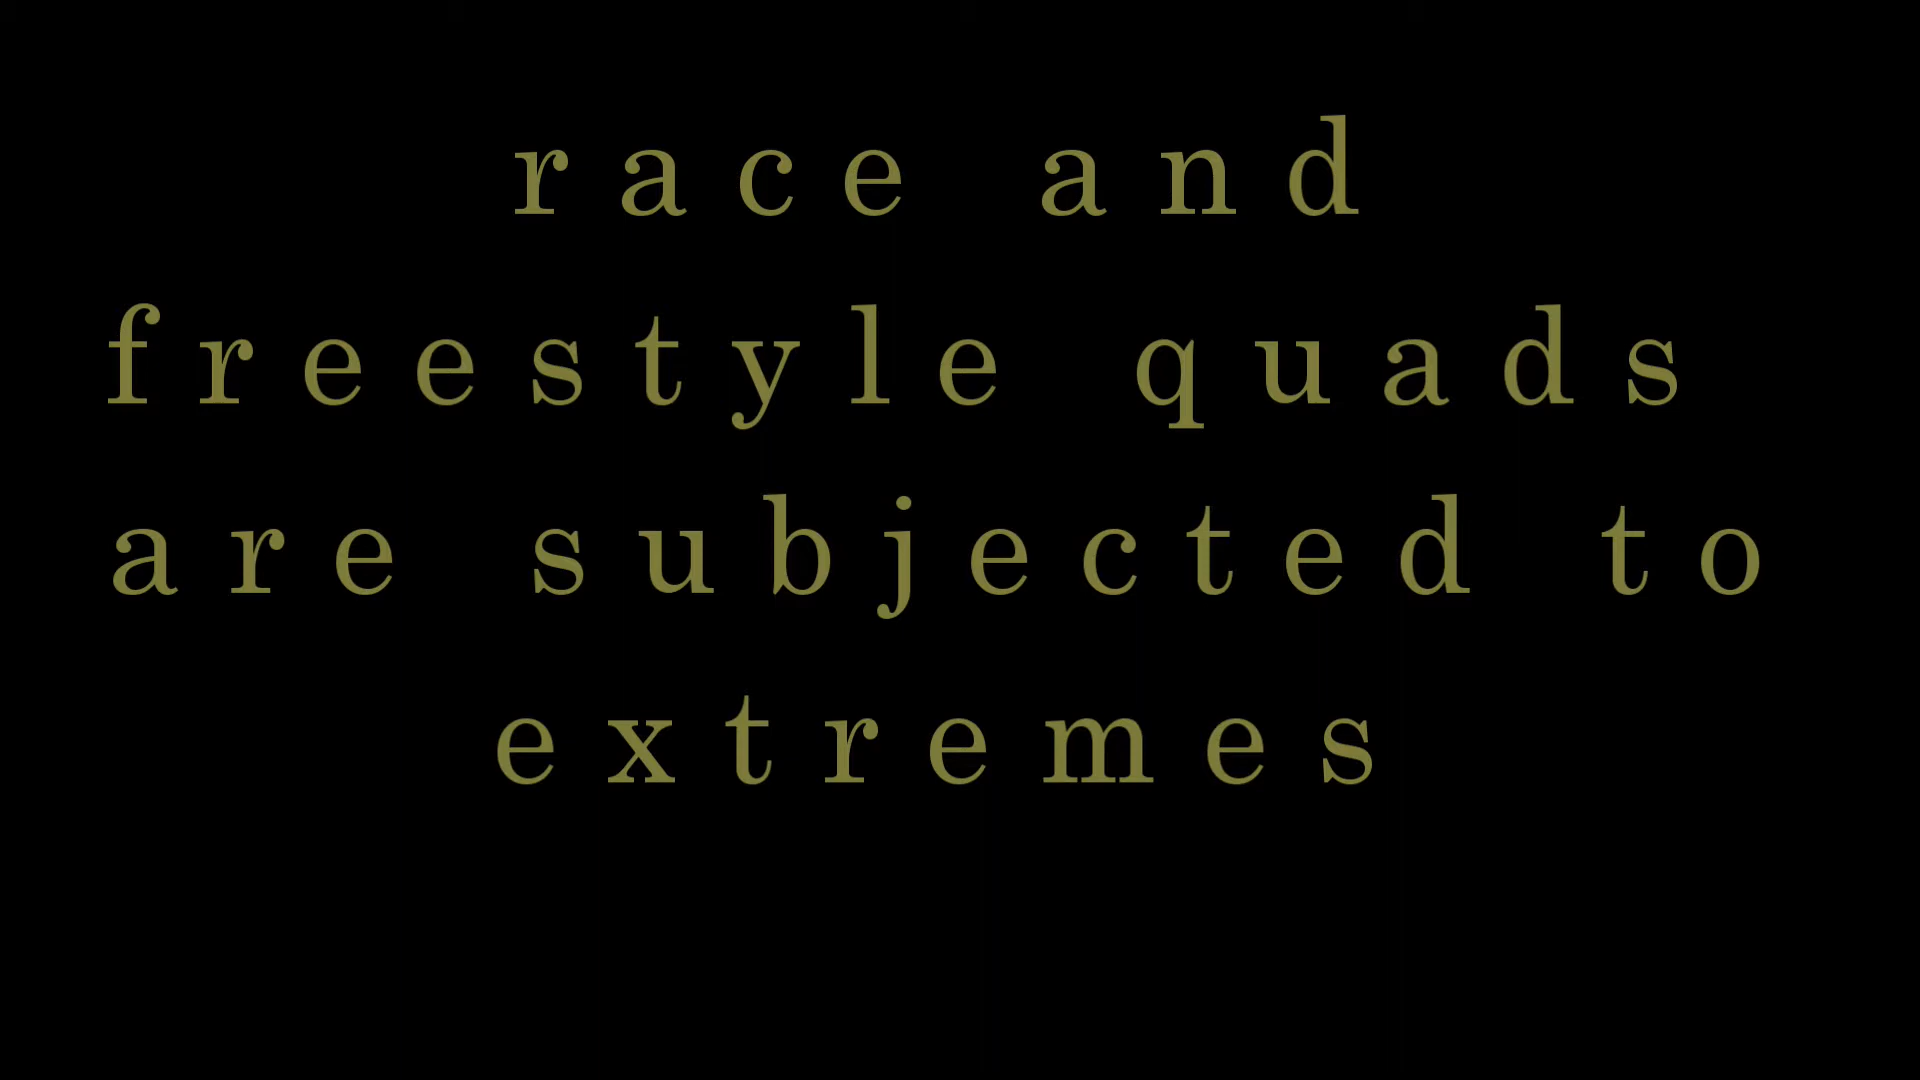 race and
freestyle quads
are subjected to
extremes